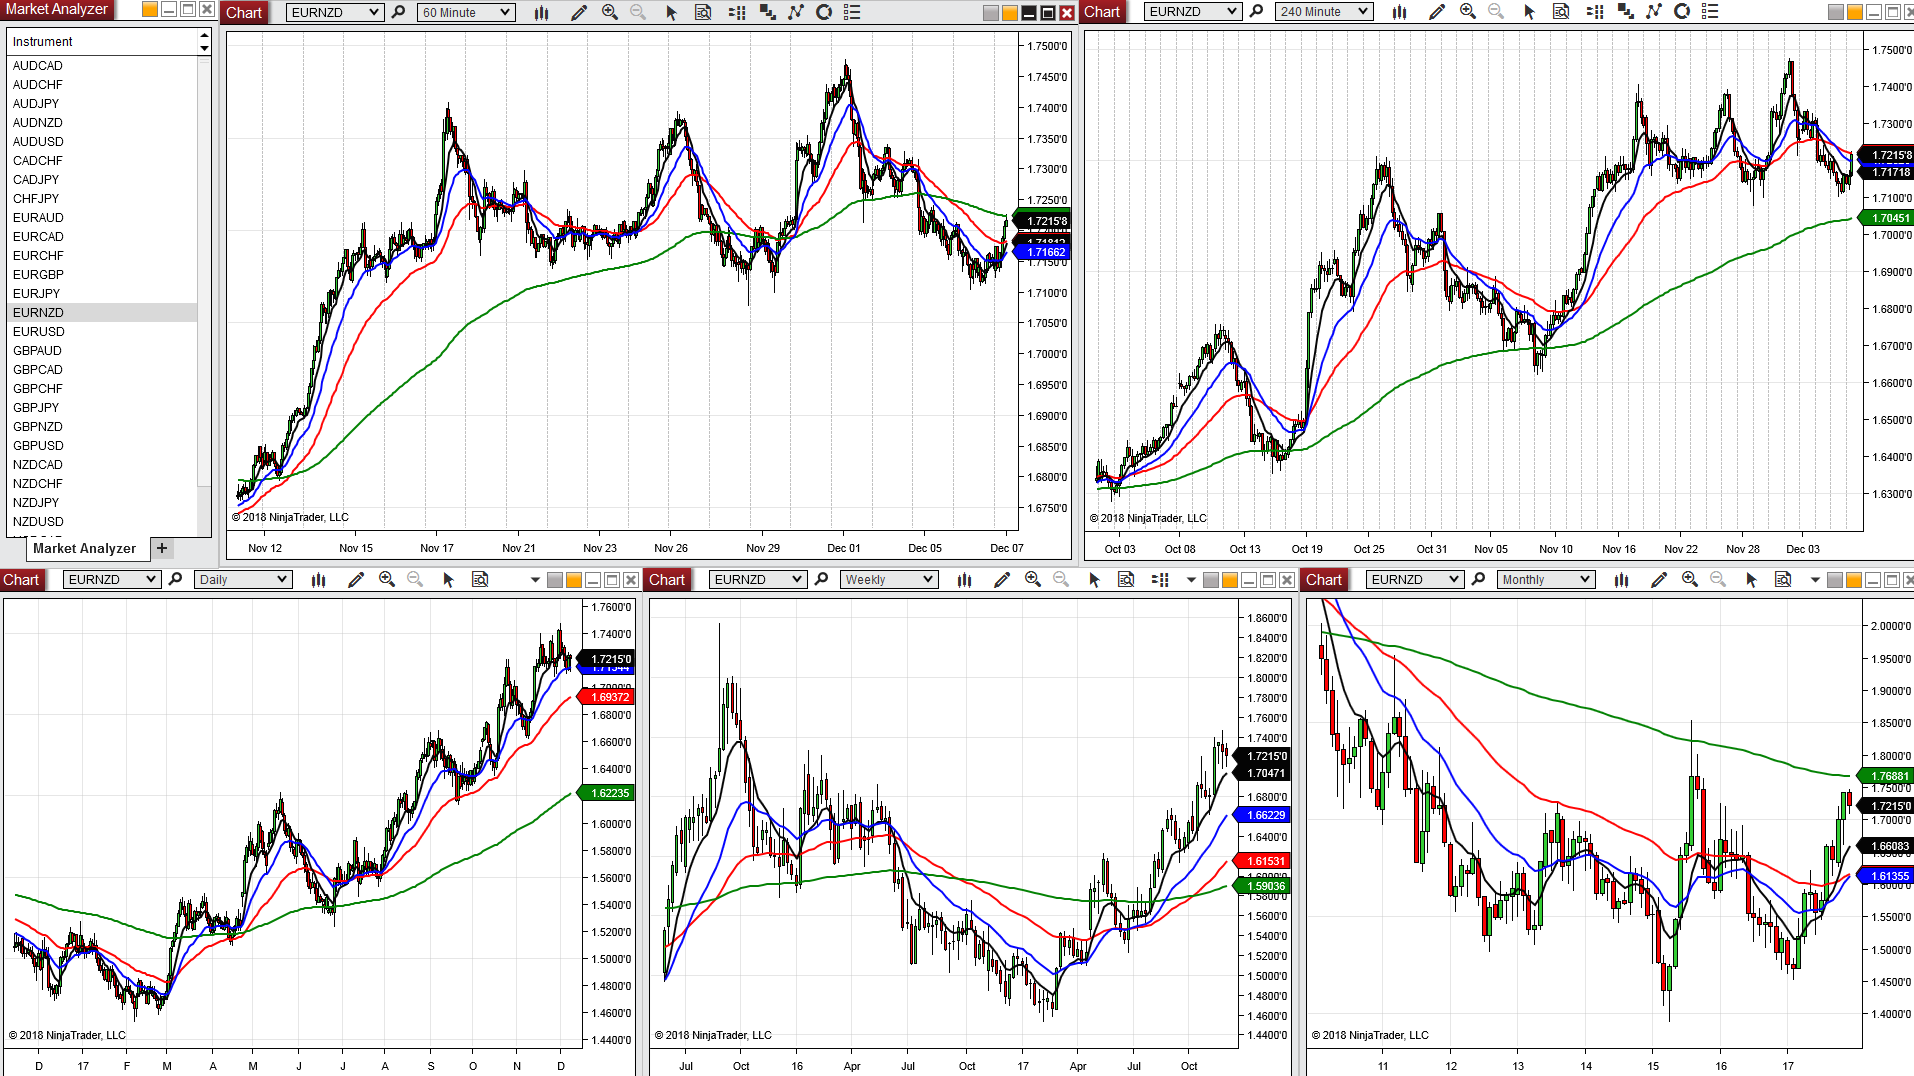 Market Analyzer
Instrument
AUDCAD
AUDCHF
AUDJPY
AUDNZD
AUDUSD
CADCHF
CADJPY
CHFJPY
EURAUD
EURCAD
EURCHF
EURGBP
EURJPY
EURNZD
EURUSD
GBPAUD
GBPCAD
GBPCHF
GBPJPY
GBPNZD
GBPUSD
NZDCAD
NZDCHF
NZDJPY
NZDUSD
Market Analyzer +
Chart EURNZD 60 Minute
1.7500'0
1.7450'0
1.7400'0
1.7350'0
1.7300'0
1.7250'0
1.7215'8
1.71662
1.7150'0
1.7100'0
1.7050'0
1.7000'0
1.6950'0
1.6900'0
1.6850'0
1.6800'0
1.6750'0
© 2018 NinjaTrader, LLC
Nov 12 Nov 15 Nov 17 Nov 21 Nov 23 Nov 26 Nov 29 Dec 01 Dec 05 Dec 07
Chart EURNZD 240 Minute
1.7500'0
1.7400'0
1.7300'0
1.7215'8
1.71718
1.7100'0
1.70451
1.7000'0
1.6900'0
1.6800'0
1.6700'0
1.6600'0
1.6500'0
1.6400'0
1.6300'0
© 2018 NinjaTrader, LLC
Oct 03 Oct 08 Oct 13 Oct 19 Oct 25 Oct 31 Nov 05 Nov 10 Nov 16 Nov 22 Nov 28 Dec 03
Chart EURNZD Daily
1.7600'0
1.7400'0
1.7215'0
1.7000'0
1.69372
1.6800'0
1.6600'0
1.6400'0
1.62235
1.6000'0
1.5800'0
1.5600'0
1.5400'0
1.5200'0
1.5000'0
1.4800'0
1.4600'0
1.4400'0
© 2018 NinjaTrader, LLC
D 17 F M A M J J A S O N D
Chart EURNZD Weekly
1.8600'0
1.8400'0
1.8200'0
1.8000'0
1.7800'0
1.7600'0
1.7400'0
1.7215'0
1.70471
1.6800'0
1.66229
1.6400'0
1.61531
1.59036
1.5600'0
1.5400'0
1.5200'0
1.5000'0
1.4800'0
1.4600'0
1.4400'0
© 2018 NinjaTrader, LLC
Jul Oct 16 Apr Jul Oct 17 Apr Jul Oct
Chart EURNZD Monthly
2.0000'0
1.9500'0
1.9000'0
1.8500'0
1.8000'0
1.76881
1.7500'0
1.7215'0
1.7000'0
1.66083
1.61355
1.6000'0
1.5500'0
1.5000'0
1.4500'0
1.4000'0
© 2018 NinjaTrader, LLC
11 12 13 14 15 16 17